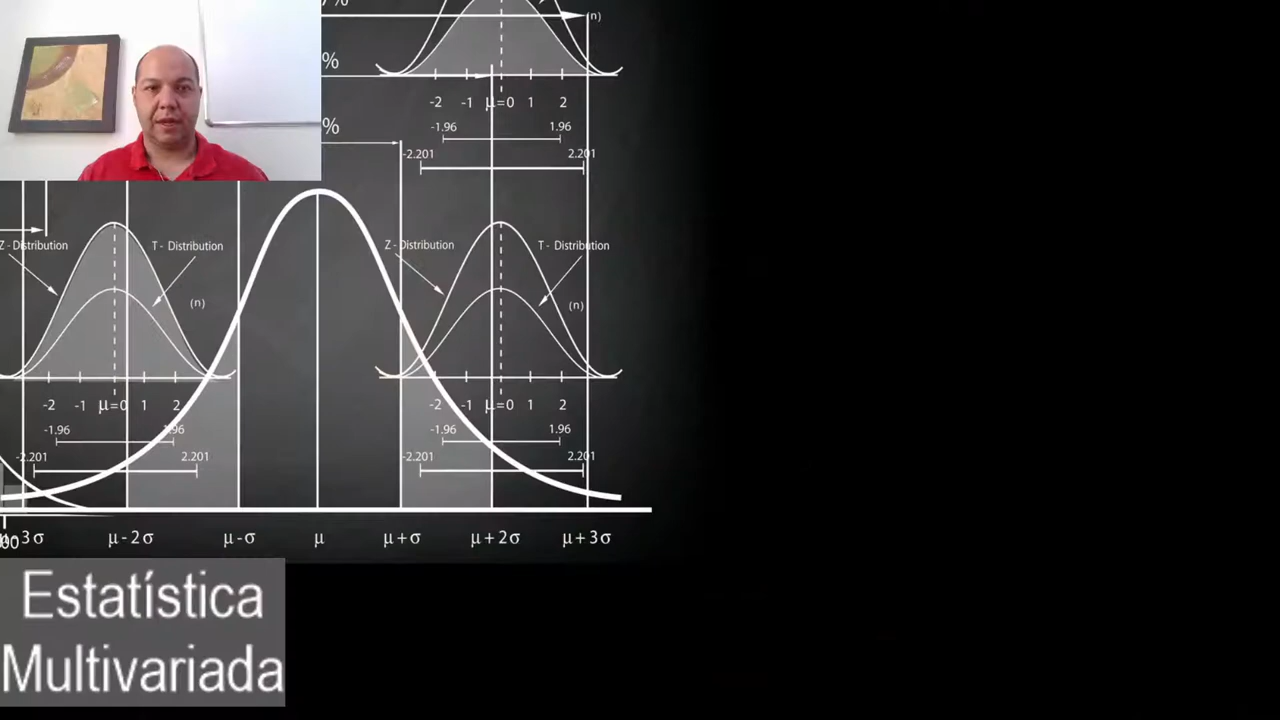 %
(n)
%
-2 -1 μ=0 1 2
-1.96 1.96
%
-2.201 2.201
Z - Distribution T - Distribution Z - Distribution T - Distribution
(n) (n)
-2 -1 μ=0 1 2 -2 -1 μ=0 1 2
-1.96 1.96 -1.96 1.96
-2.201 2.201 -2.201 2.201
μ-3σ μ-2σ μ-σ μ μ+σ μ+2σ μ+3σ
Estatística
Multivariada